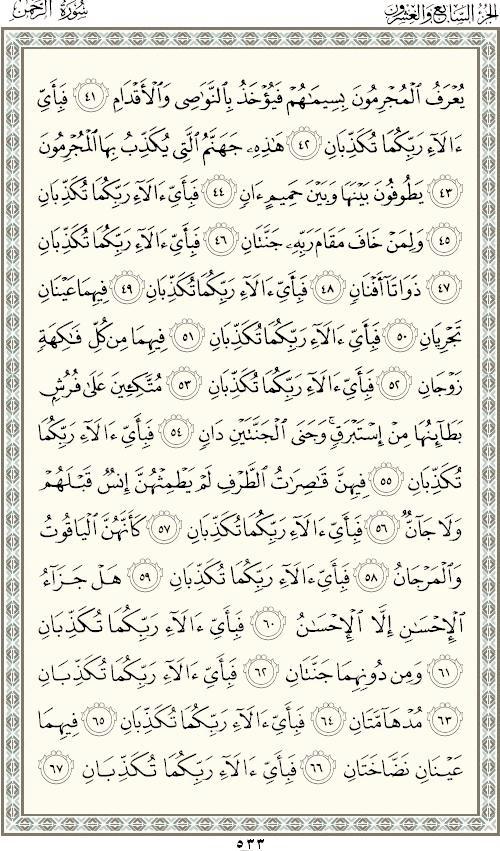 الجزء السابع والعشرون سورة الرحمن
يُعْرَفُ ٱلْمُجْرِمُونَ بِسِيمَٰهُمْ فَيُؤْخَذُ بِٱلنَّوَٰصِى وَٱلْأَقْدَامِ ٤١ فَبِأَىِّ
ءَالَآءِ رَبِّكُمَا تُكَذِّبَانِ ٤٢ هَٰذِهِۦ جَهَنَّمُ ٱلَّتِى يُكَذِّبُ بِهَا ٱلْمُجْرِمُونَ
٤٣ يَطُوفُونَ بَيْنَهَا وَبَيْنَ حَمِيمٍ ءَانٍ ٤٤ فَبِأَىِّ ءَالَآءِ رَبِّكُمَا تُكَذِّبَانِ
٤٥ وَلِمَنْ خَافَ مَقَامَ رَبِّهِۦ جَنَّتَانِ ٤٦ فَبِأَىِّ ءَالَآءِ رَبِّكُمَا تُكَذِّبَانِ
٤٧ ذَوَاتَآ أَفْنَانٍ ٤٨ فَبِأَىِّ ءَالَآءِ رَبِّكُمَا تُكَذِّبَانِ ٤٩ فِيهِمَا عَيْنَانِ
تَجْرِيَانِ ٥٠ فَبِأَىِّ ءَالَآءِ رَبِّكُمَا تُكَذِّبَانِ ٥١ فِيهِمَا مِن كُلِّ فَٰكِهَةٍ
زَوْجَانِ ٥٢ فَبِأَىِّ ءَالَآءِ رَبِّكُمَا تُكَذِّبَانِ ٥٣ مُتَّكِـِٔينَ عَلَىٰ فُرُشٍۭ
بَطَآئِنُهَا مِنْ إِسْتَبْرَقٍ ۚ وَجَنَى ٱلْجَنَّتَيْنِ دَانٍ ٥٤ فَبِأَىِّ ءَالَآءِ رَبِّكُمَا
تُكَذِّبَانِ ٥٥ فِيهِنَّ قَٰصِرَٰتُ ٱلطَّرْفِ لَمْ يَطْمِثْهُنَّ إِنسٌ قَبْلَهُمْ
وَلَا جَآنٌّ ٥٦ فَبِأَىِّ ءَالَآءِ رَبِّكُمَا تُكَذِّبَانِ ٥٧ كَأَنَّهُنَّ ٱلْيَاقُوتُ
وَٱلْمَرْجَانُ ٥٨ فَبِأَىِّ ءَالَآءِ رَبِّكُمَا تُكَذِّبَانِ ٥٩ هَلْ جَزَآءُ
ٱلْإِحْسَٰنِ إِلَّا ٱلْإِحْسَٰنُ ٦٠ فَبِأَىِّ ءَالَآءِ رَبِّكُمَا تُكَذِّبَانِ
٦١ وَمِن دُونِهِمَا جَنَّتَانِ ٦٢ فَبِأَىِّ ءَالَآءِ رَبِّكُمَا تُكَذِّبَانِ
٦٣ مُدْهَآمَّتَانِ ٦٤ فَبِأَىِّ ءَالَآءِ رَبِّكُمَا تُكَذِّبَانِ ٦٥ فِيهِمَا
عَيْنَانِ نَضَّاخَتَانِ ٦٦ فَبِأَىِّ ءَالَآءِ رَبِّكُمَا تُكَذِّبَانِ ٦٧
٥٣٣